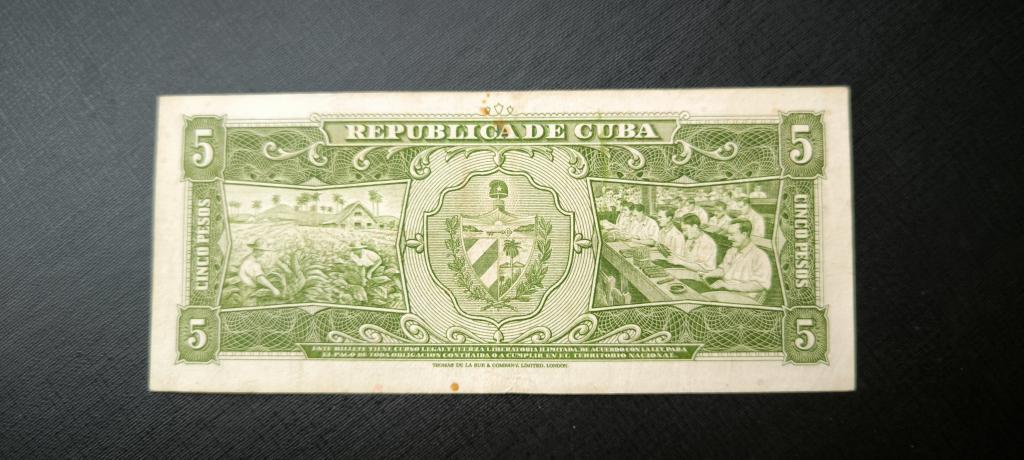 REPUBLICA DE CUBA
5
5
CINCO PESOS
CINCO PESOS
5
5
ESTE BILLETE TIENE CURSO LEGAL Y FUERZA LIBERATORIA ILIMITADA DE ACUERDO CON LA LEY, PARA
EL PAGO DE TODA OBLIGACION CONTRAIDA O A CUMPLIR EN EL TERRITORIO NACIONAL.
THOMAS DE LA RUE & COMPANY, LIMITED, LONDON.